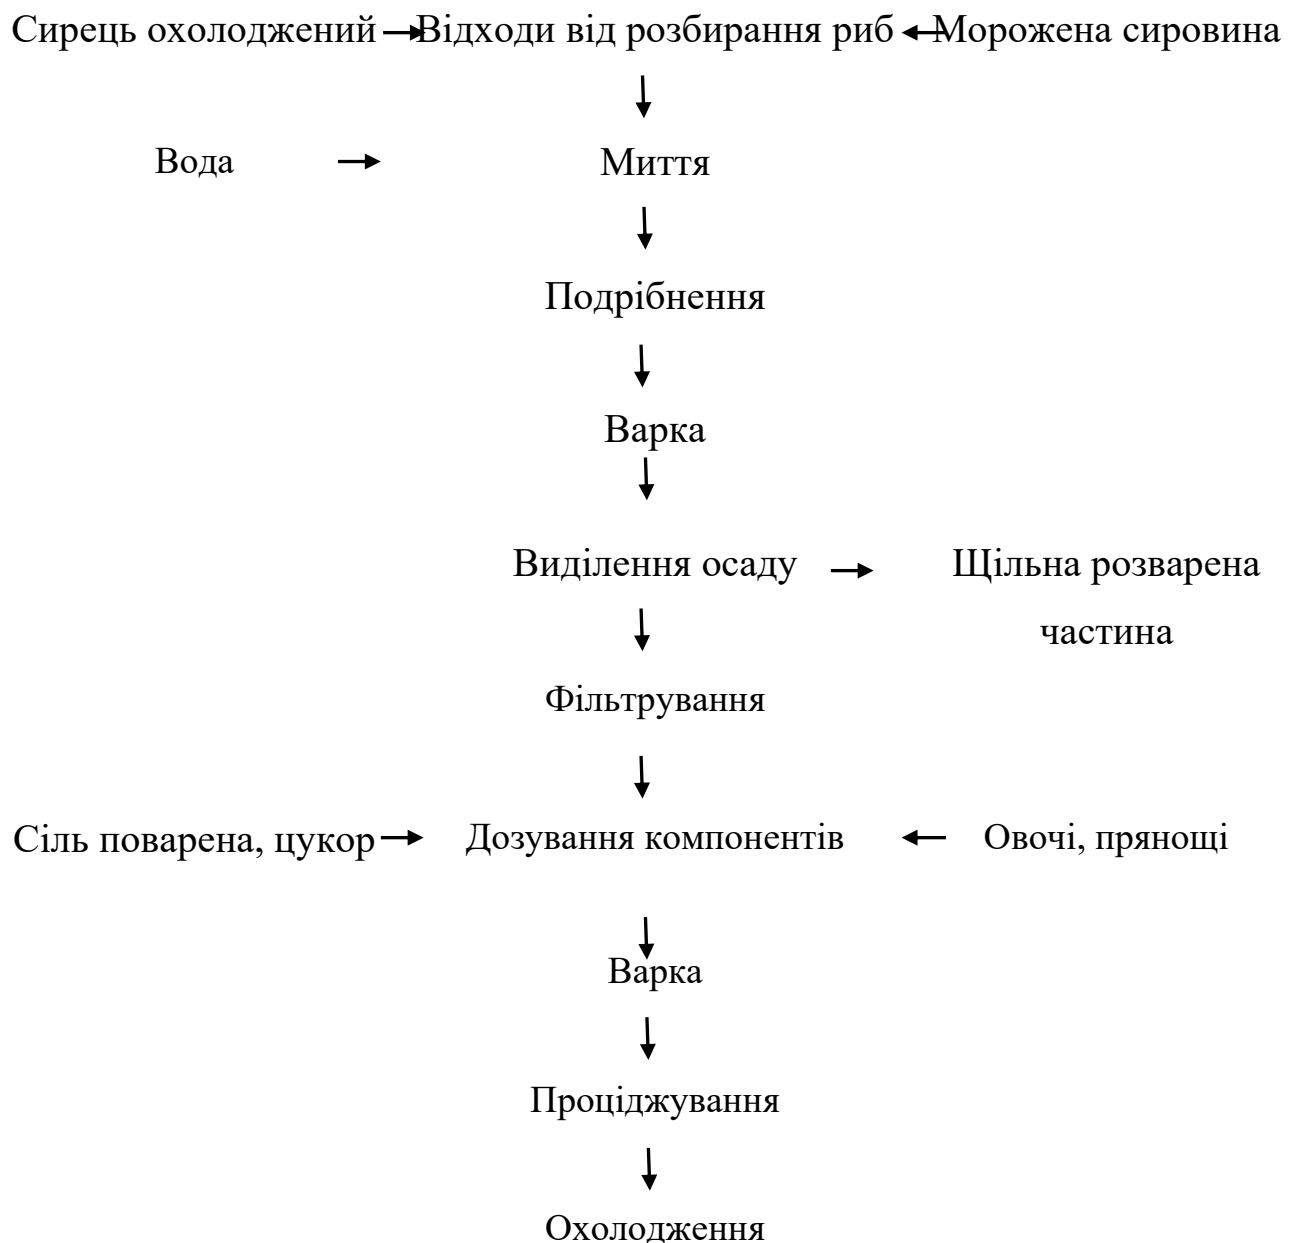 Сирець охолоджений Відходи від розбирання риб Морожена сировина
Вода Миття
Подрібнення
Варка
Виділення осаду Щільна розварена
частина
Фільтрування
Сіль поварена, цукор Дозування компонентів Овочі, прянощі
Варка
Проціджування
Охолодження